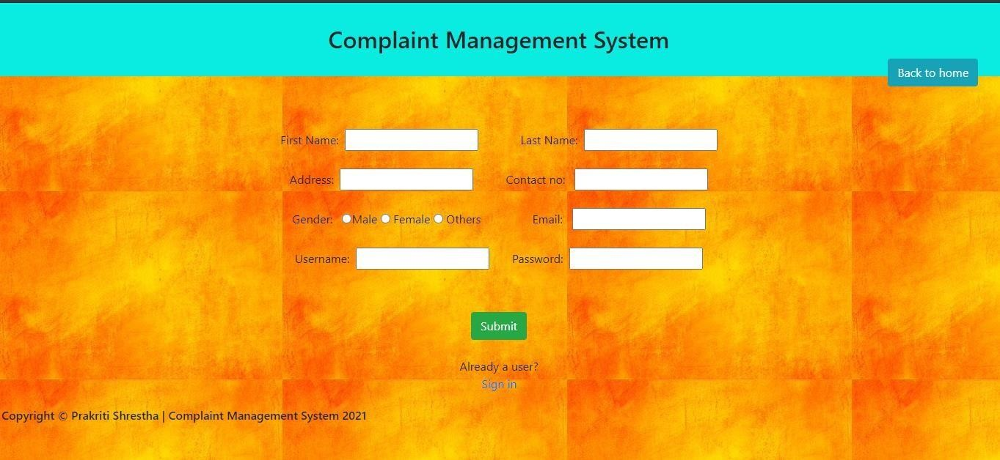 Complaint Management System
Back to home
First Name: Last Name:
Address: Contact no:
Gender: Male Female Others Email:
Username: Password:
Submit
Already a user?
Sign in
Copyright © Prakriti Shrestha | Complaint Management System 2021